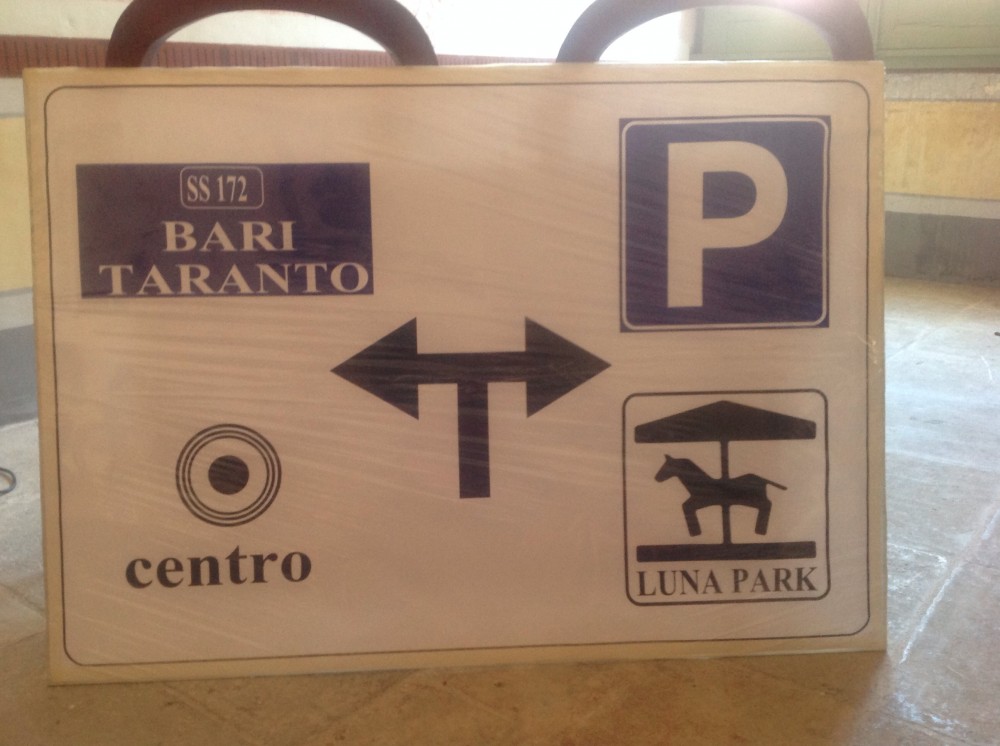 SS 172
BARI
TARANTO
P
centro
LUNA PARK